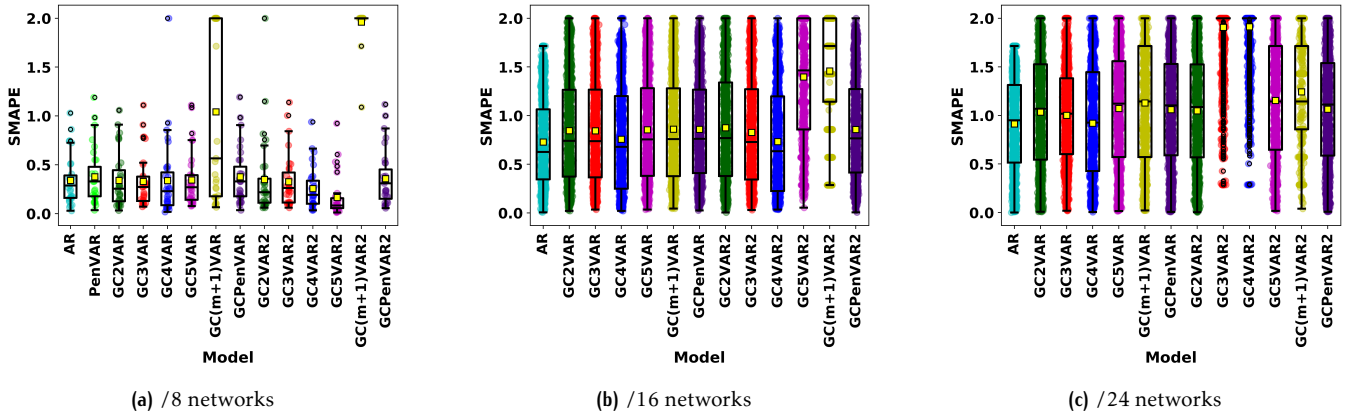 SMAPE
2.0
1.5
1.0
0.5
0.0
AR
PenVAR
GC2VAR
GC3VAR
GC4VAR
GC5VAR
GC(m+1)VAR
GCPenVAR
GC2VAR2
GC3VAR2
GC4VAR2
GC5VAR2
GC(m+1)VAR2
GCPenVAR2
Model
(a) /8 networks
SMAPE
2.0
1.5
1.0
0.5
0.0
AR
GC2VAR
GC3VAR
GC4VAR
GC5VAR
GC(m+1)VAR
GCPenVAR
GC2VAR2
GC3VAR2
GC4VAR2
GC5VAR2
GC(m+1)VAR2
GCPenVAR2
Model
(b) /16 networks
SMAPE
2.0
1.5
1.0
0.5
0.0
AR
GC2VAR
GC3VAR
GC4VAR
GC5VAR
GC(m+1)VAR
GCPenVAR
GC2VAR2
GC3VAR2
GC4VAR2
GC5VAR2
GC(m+1)VAR2
GCPenVAR2
Model
(c) /24 networks